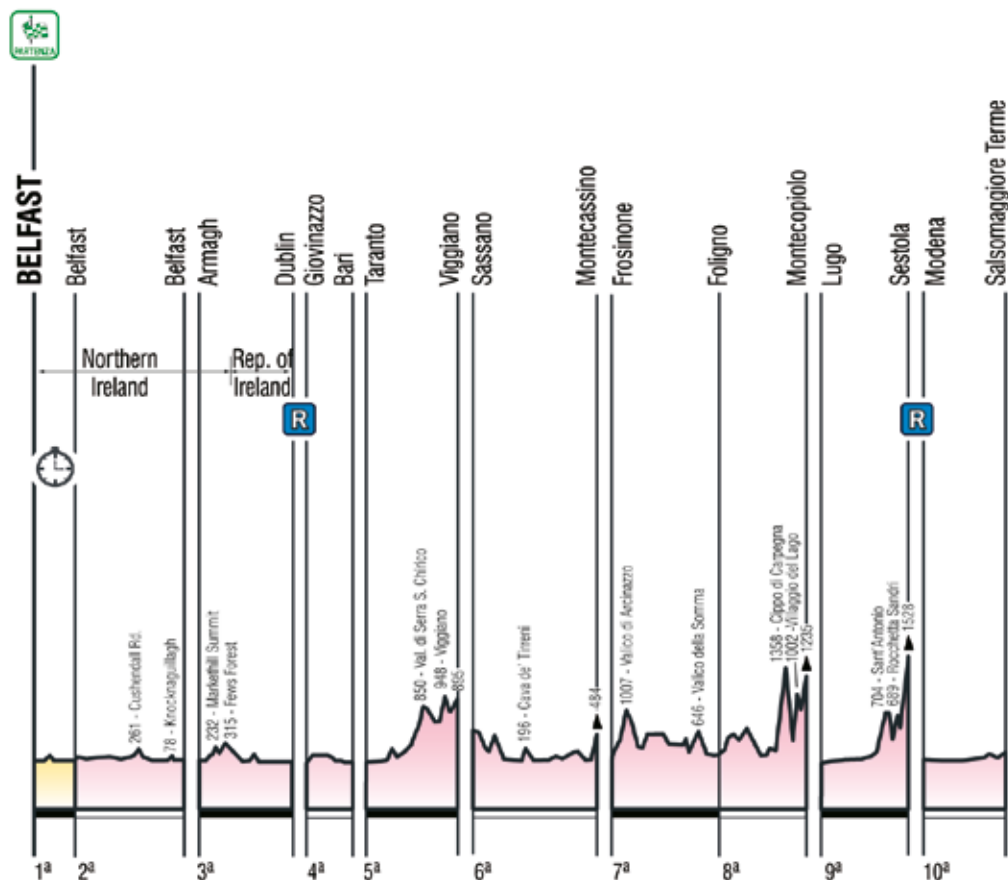 PARTENZA
BELFAST
Belfast
Belfast
Armagh
Dublin
Giovinazzo
Bari
Taranto
Viggiano
Sassano
Montecassino
Frosinone
Foligno
Montecopiolo
Lugo
Sestola
Modena
Salsomaggiore Terme
Northern
Ireland
Rep. of
Ireland
R
R
261 - Cushendall Rd.
78 - Knocknaguillagh
232 - Markethill Summit
315 - Fews Forest
850 - Val. di Serra S. Chirico
948 - Viggiano
895
196 - Cava de' Tirreni
484
1007 - Valico di Arcinazzo
646 - Valico della Somma
1358 - Cippo di Carpegna
1002 -Villaggio del Lago
1235
704 - Sant'Antonio
689 - Rocchetta Sandri
1528
1ª
2ª
3ª
4ª
5ª
6ª
7ª
8ª
9ª
10ª